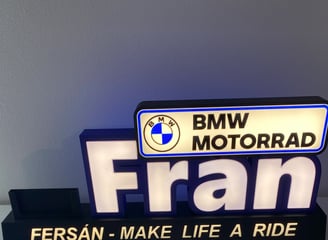 BMW
BMW
MOTORRAD
Fran
FERSÁN - MAKE LIFE A RIDE